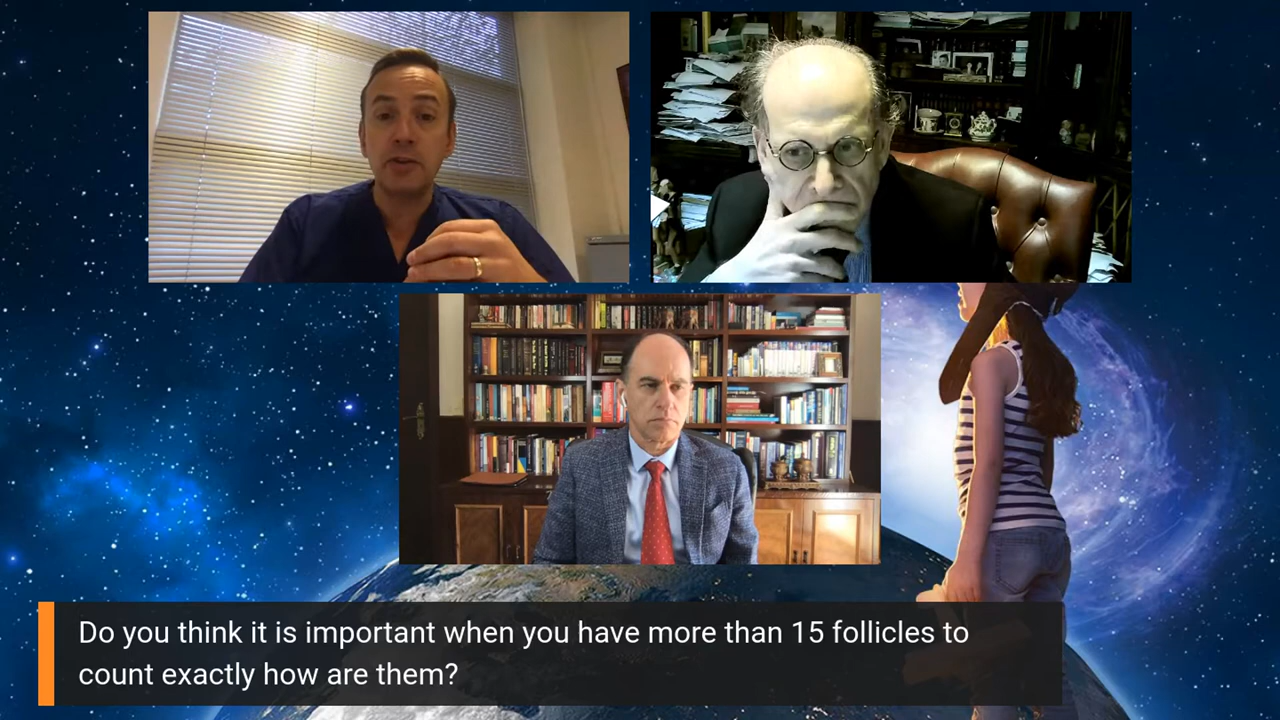 Do you think it is important when you have more than 15 follicles to
count exactly how are them?